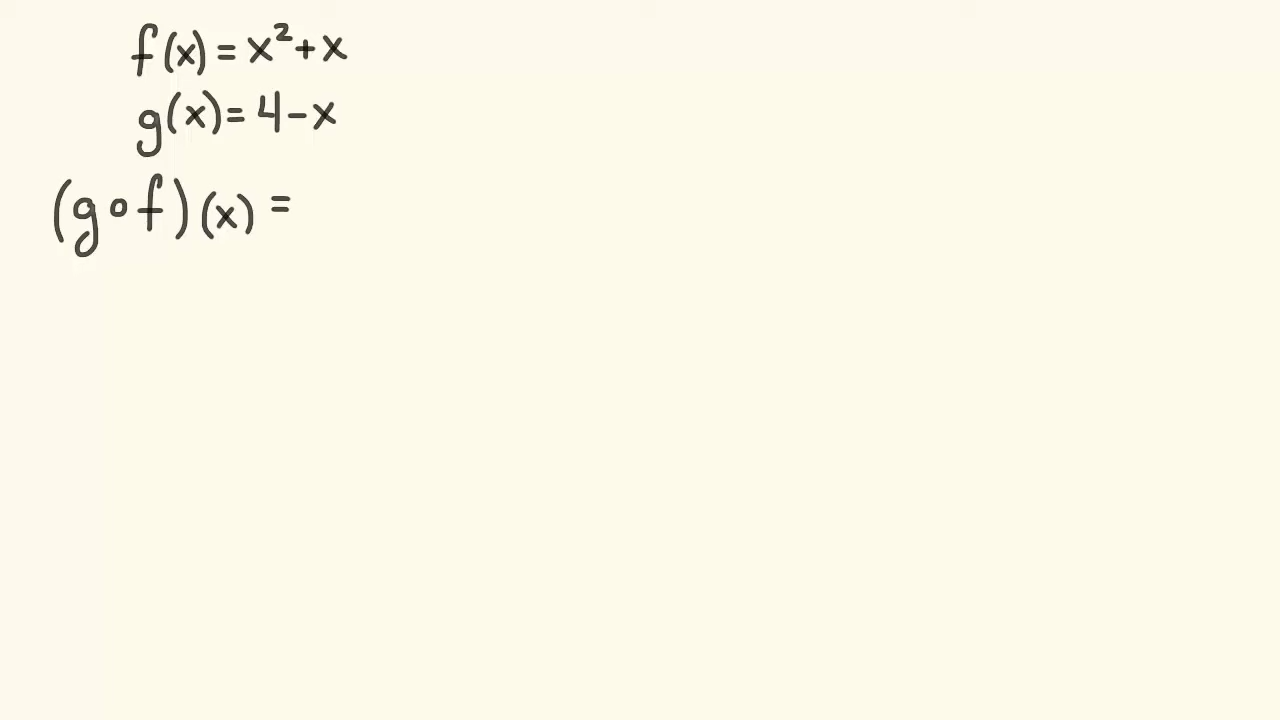 f(x) = x²+x
g(x) = 4-x
(g∘f)(x) =